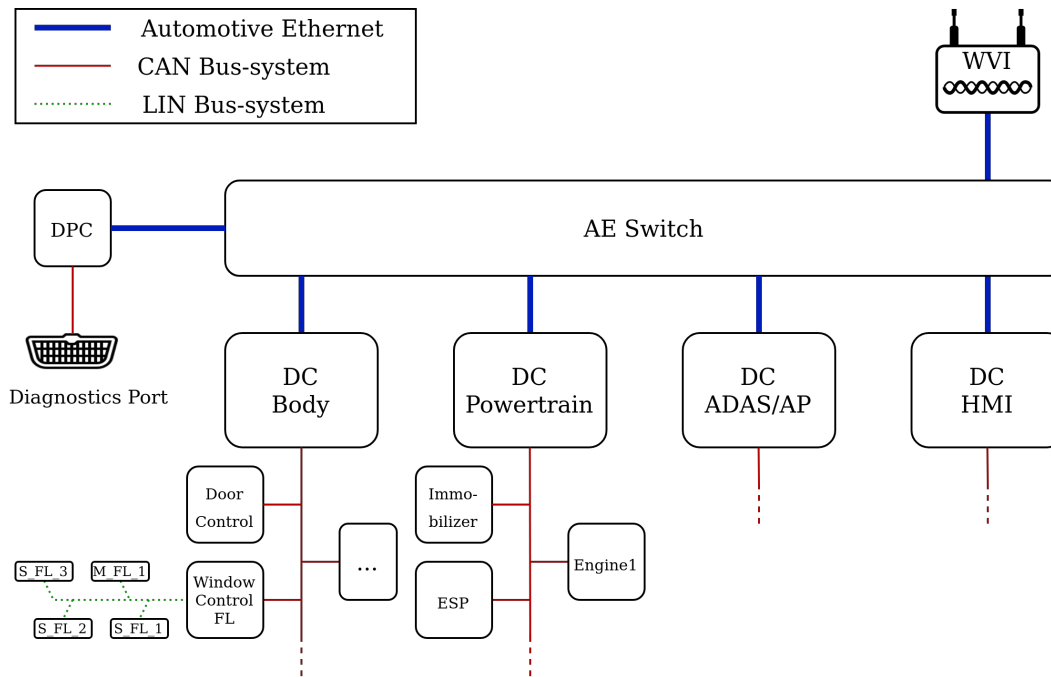 Automotive Ethernet
CAN Bus-system
LIN Bus-system
WVI
DPC
AE Switch
Diagnostics Port
DC
Body
DC
Powertrain
DC
ADAS/AP
DC
HMI
Door
Control
Immo-
bilizer
...
Engine1
S_FL_3
M_FL_1
Window
Control
FL
ESP
S_FL_2
S_FL_1